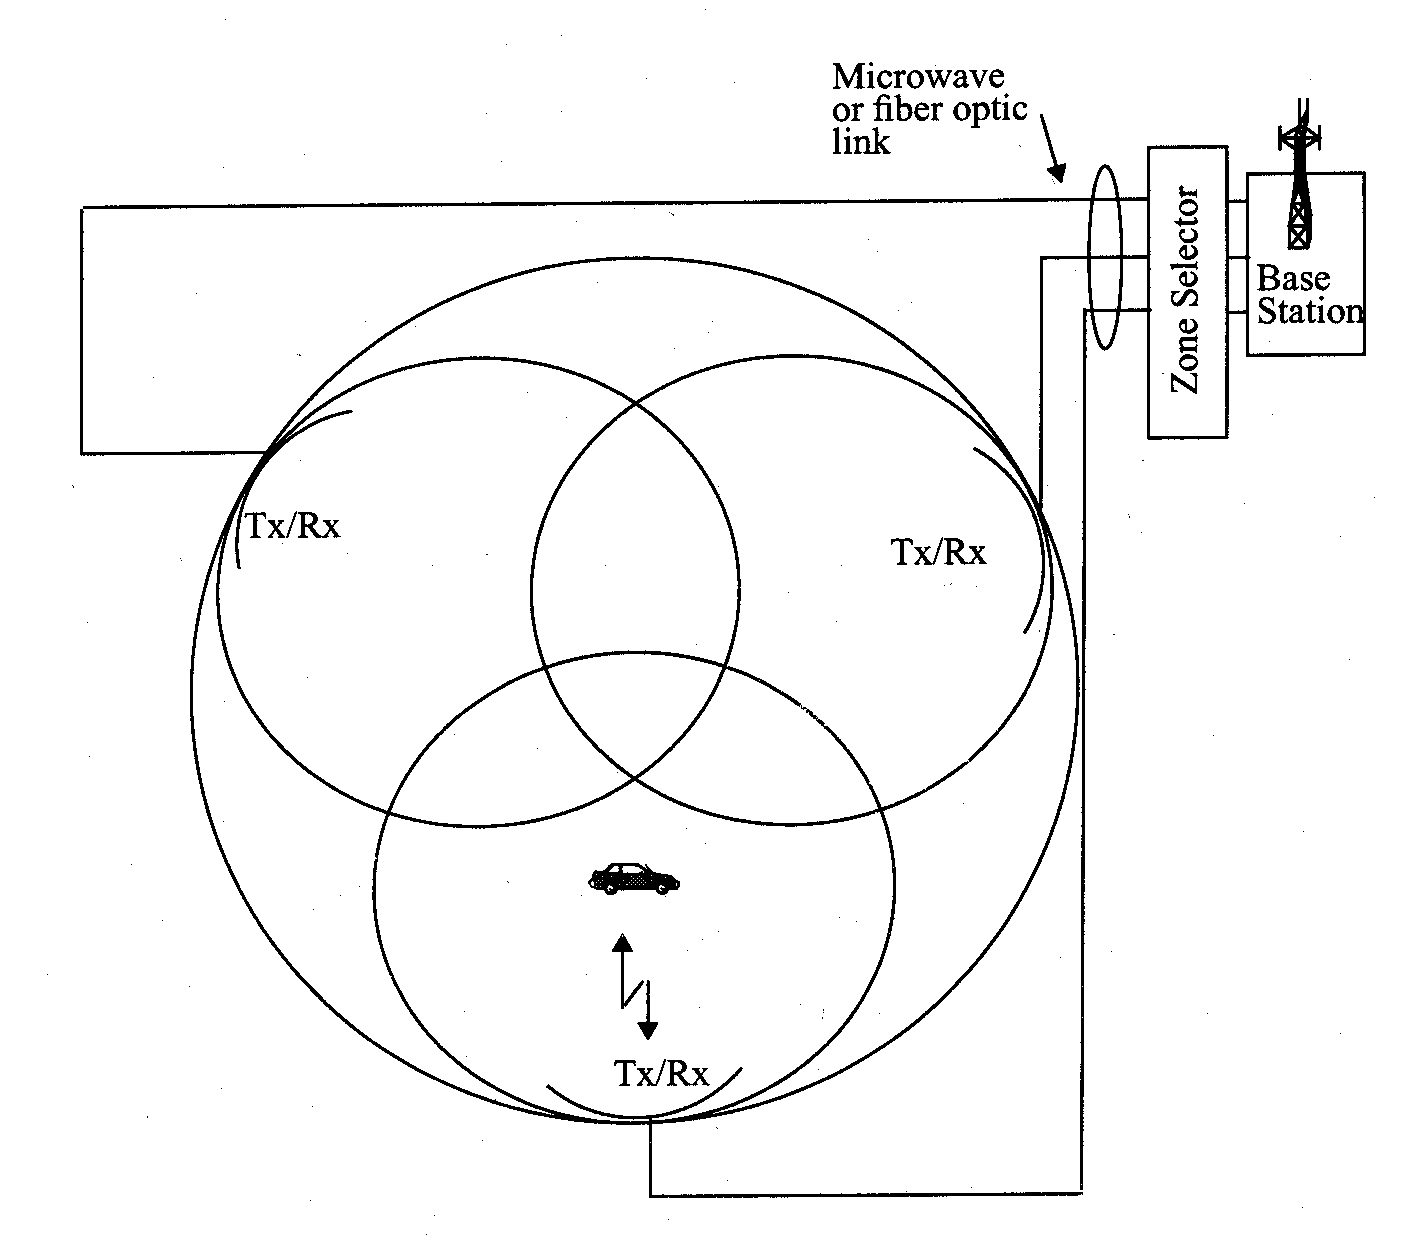 Microwave
or fiber optic
link
Zone Selector
Base
Station
Tx/Rx
Tx/Rx
Tx/Rx